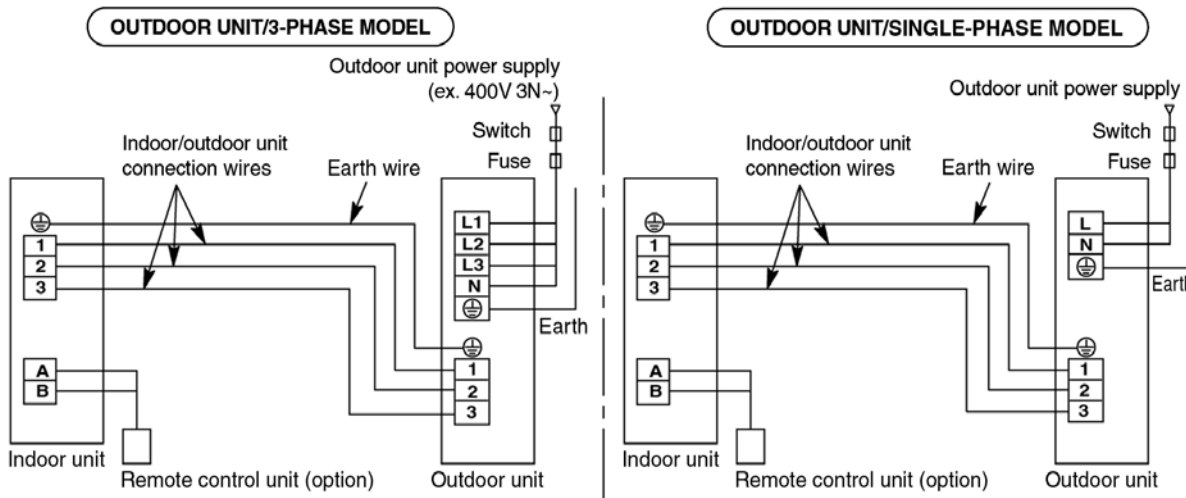 OUTDOOR UNIT/3-PHASE MODEL
Outdoor unit power supply
(ex. 400V 3N~)
Switch
Fuse
Indoor/outdoor unit
connection wires
Earth wire
1
2
3
A
B
L1
L2
L3
N
Earth
1
2
3
Indoor unit
Remote control unit (option)
Outdoor unit
OUTDOOR UNIT/SINGLE-PHASE MODEL
Outdoor unit power supply
Switch
Fuse
Indoor/outdoor unit
connection wires
Earth wire
1
2
3
A
B
L
N
Earth
1
2
3
Indoor unit
Remote control unit (option)
Outdoor unit